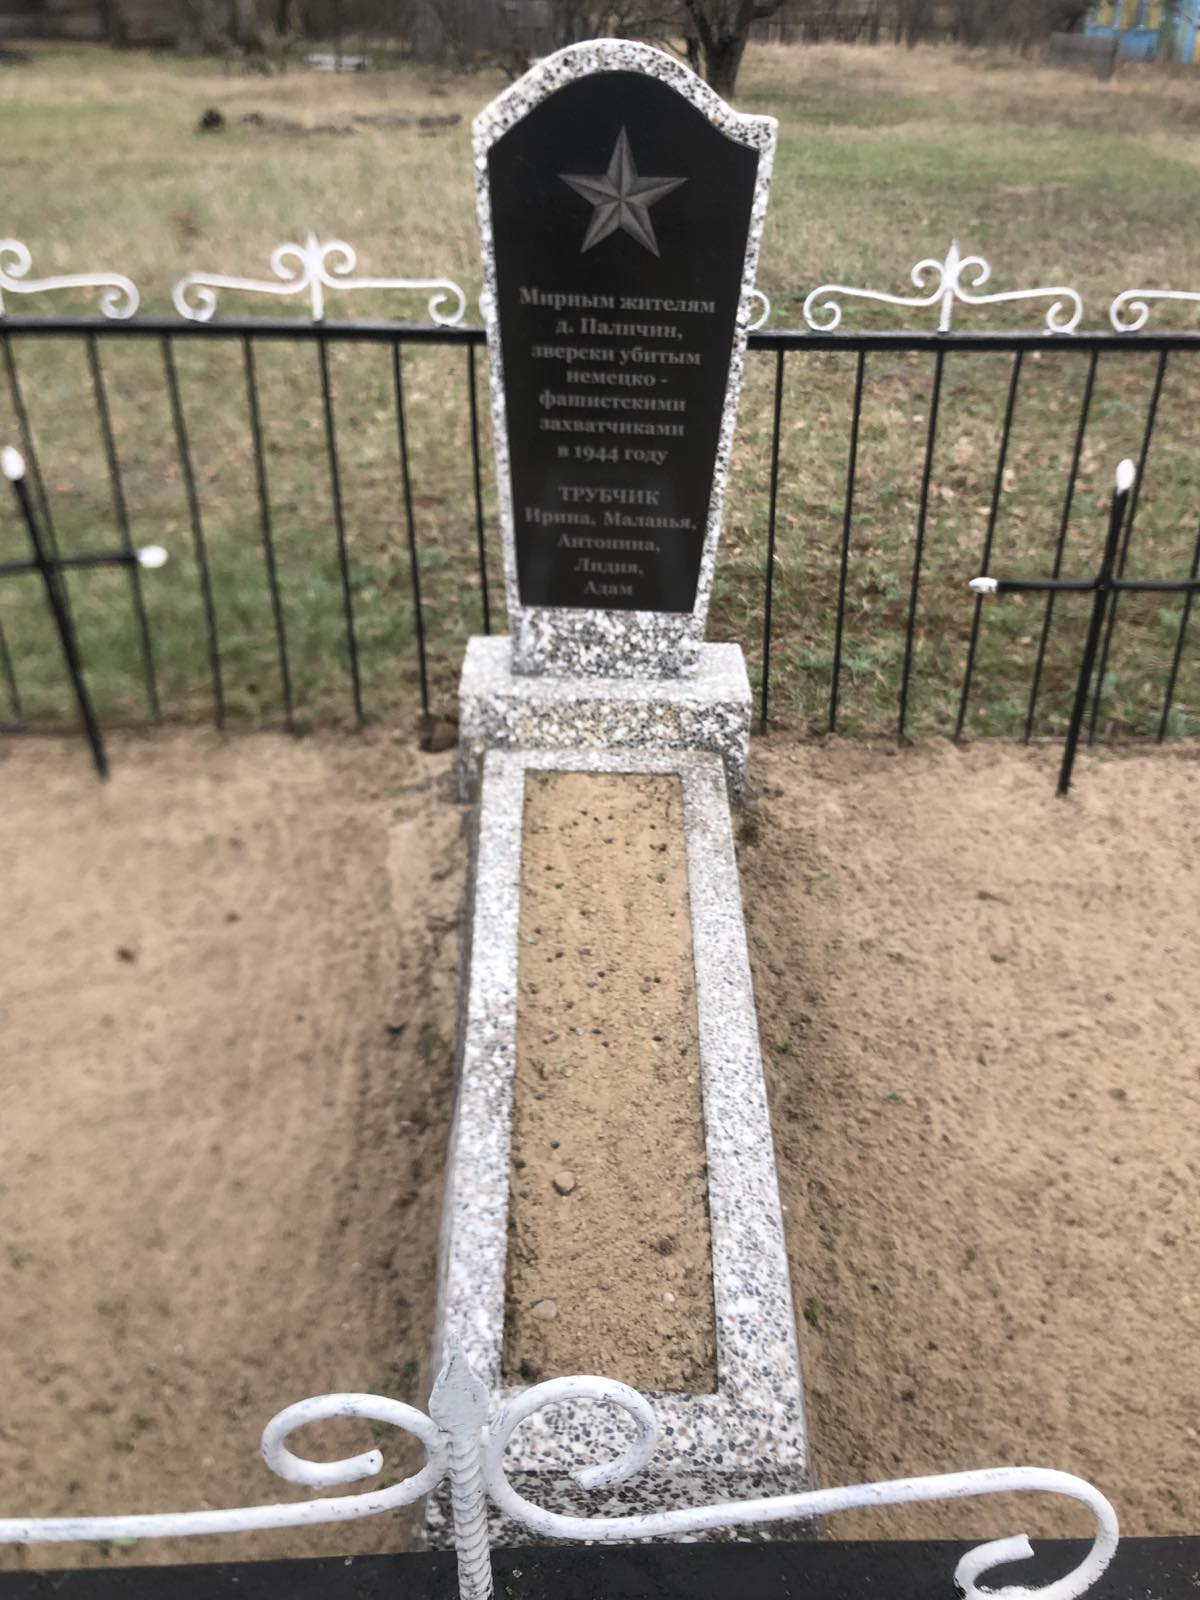 Мирным жителям
д. Паличин,
зверски убитым
немецко -
фашистскими
захватчиками
в 1944 году
ТРУБЧИК
Ирина, Маланья,
Антонина,
Лидия,
Адам